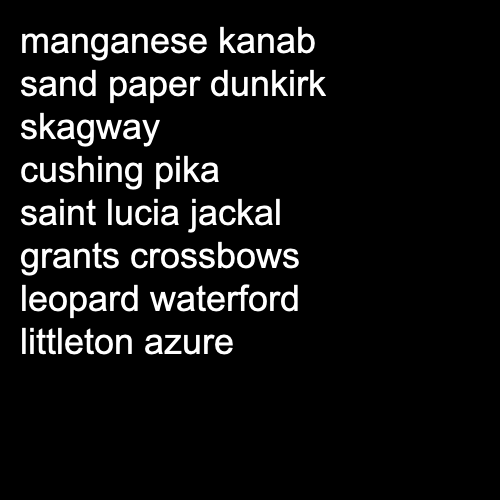 manganese kanab
sand paper dunkirk
skagway
cushing pika
saint lucia jackal
grants crossbows
leopard waterford
littleton azure